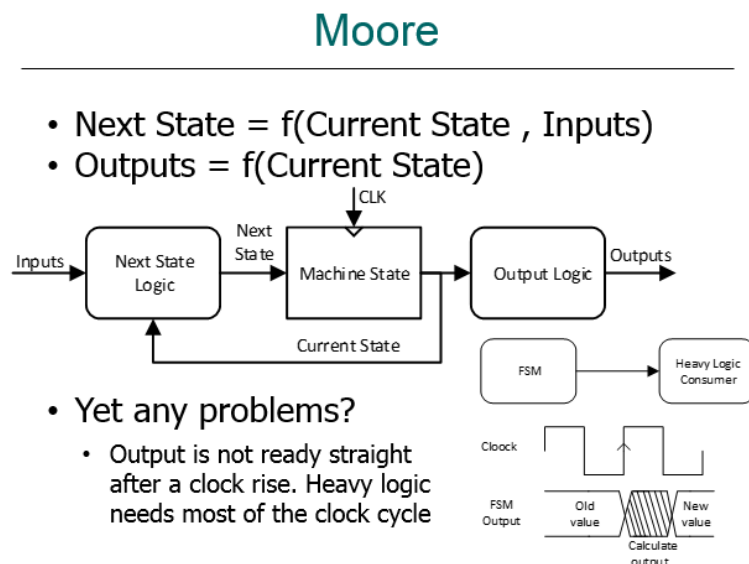 Moore
• Next State = f(Current State , Inputs)
• Outputs = f(Current State)
CLK
Inputs
Next State
Logic
Next
State
Machine State
Output Logic
Outputs
Current State
FSM
Heavy Logic
Consumer
• Yet any problems?
• Output is not ready straight
after a clock rise. Heavy logic
needs most of the clock cycle
Cloock
FSM
Output
Old
value
New
value
Calculate
output